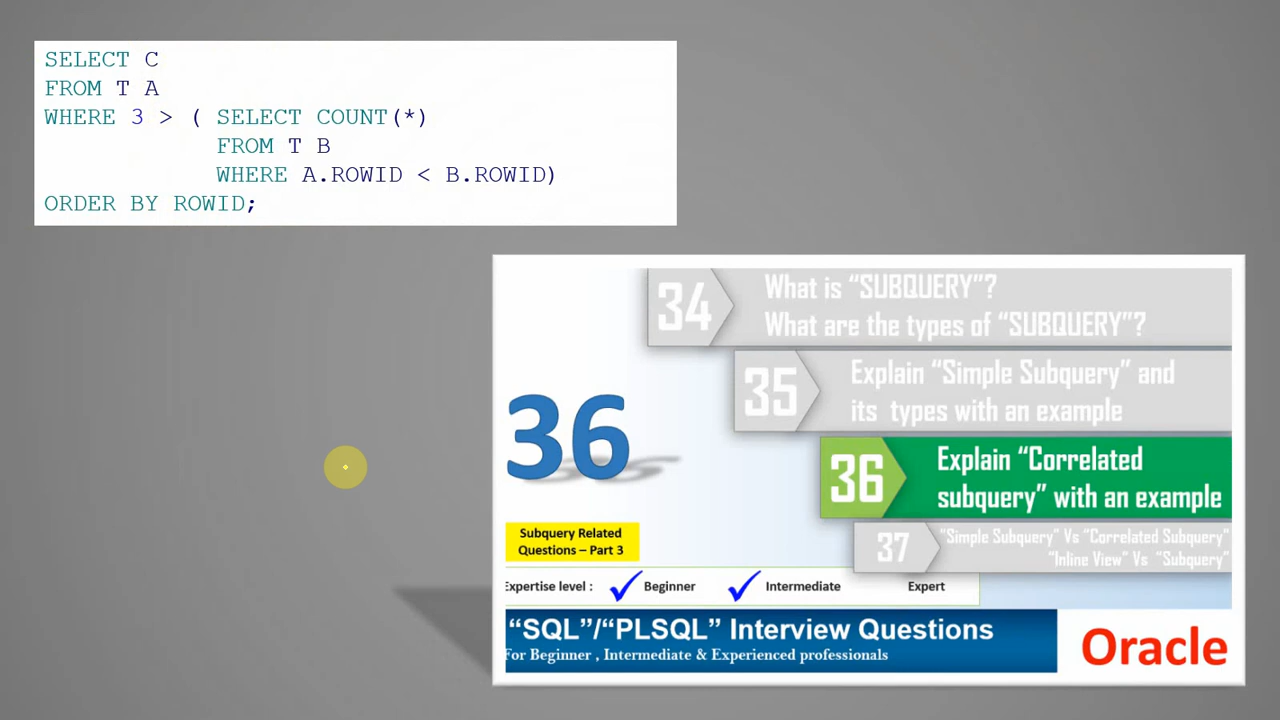 SELECT C
FROM T A
WHERE 3 > ( SELECT COUNT(*)
FROM T B
WHERE A.ROWID < B.ROWID)
ORDER BY ROWID;
34
What is “SUBQUERY”?
What are the types of “SUBQUERY”?
35
Explain “Simple Subquery” and
its types with an example
36
36
Explain “Correlated
subquery” with an example
37
"Simple Subquery" Vs "Correlated Subquery"
"Inline View" Vs "Subquery"
Subquery Related
Questions – Part 3
Expertise level :
Beginner
Intermediate
Expert
“SQL”/“PLSQL” Interview Questions
For Beginner , Intermediate & Experienced professionals
Oracle